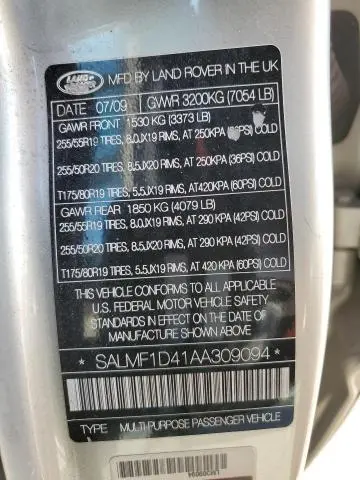 LAND ROVER
MFD BY LAND ROVER IN THE UK
DATE 07/09 GVWR 3200KG (7054 LB)
GAWR FRONT 1530 KG (3373 LB)
255/55R19 TIRES, 8.0JX19 RIMS, AT 250KPA (36PSI) COLD
255/50R20 TIRES, 8.5JX20 RIMS, AT 250KPA (36PSI) COLD
T175/80R19 TIRES, 5.5JX19 RIMS, AT420KPA (60PSI) COLD
GAWR REAR 1850 KG (4079 LB)
255/55R19 TIRES, 8.0JX19 RIMS, AT 290 KPA (42PSI) COLD
255/50R20 TIRES, 8.5JX20 RIMS, AT 290 KPA (42PSI) COLD
T175/80R19 TIRES, 5.5JX19 RIMS, AT 420 KPA (60PSI) COLD
THIS VEHICLE CONFORMS TO ALL APPLICABLE
U.S. FEDERAL MOTOR VEHICLE SAFETY AND
THEFT PREVENTION STANDARDS IN EFFECT ON
THE DATE OF MANUFACTURE SHOWN ABOVE
* SALMF1D41AA309094 *
TYPE MULTI-PURPOSE PASSENGER VEHICLE